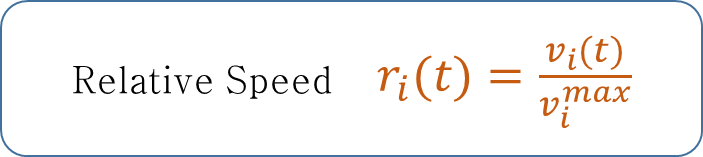 Relative Speed r_i(t) = v_i(t) / v_i^max